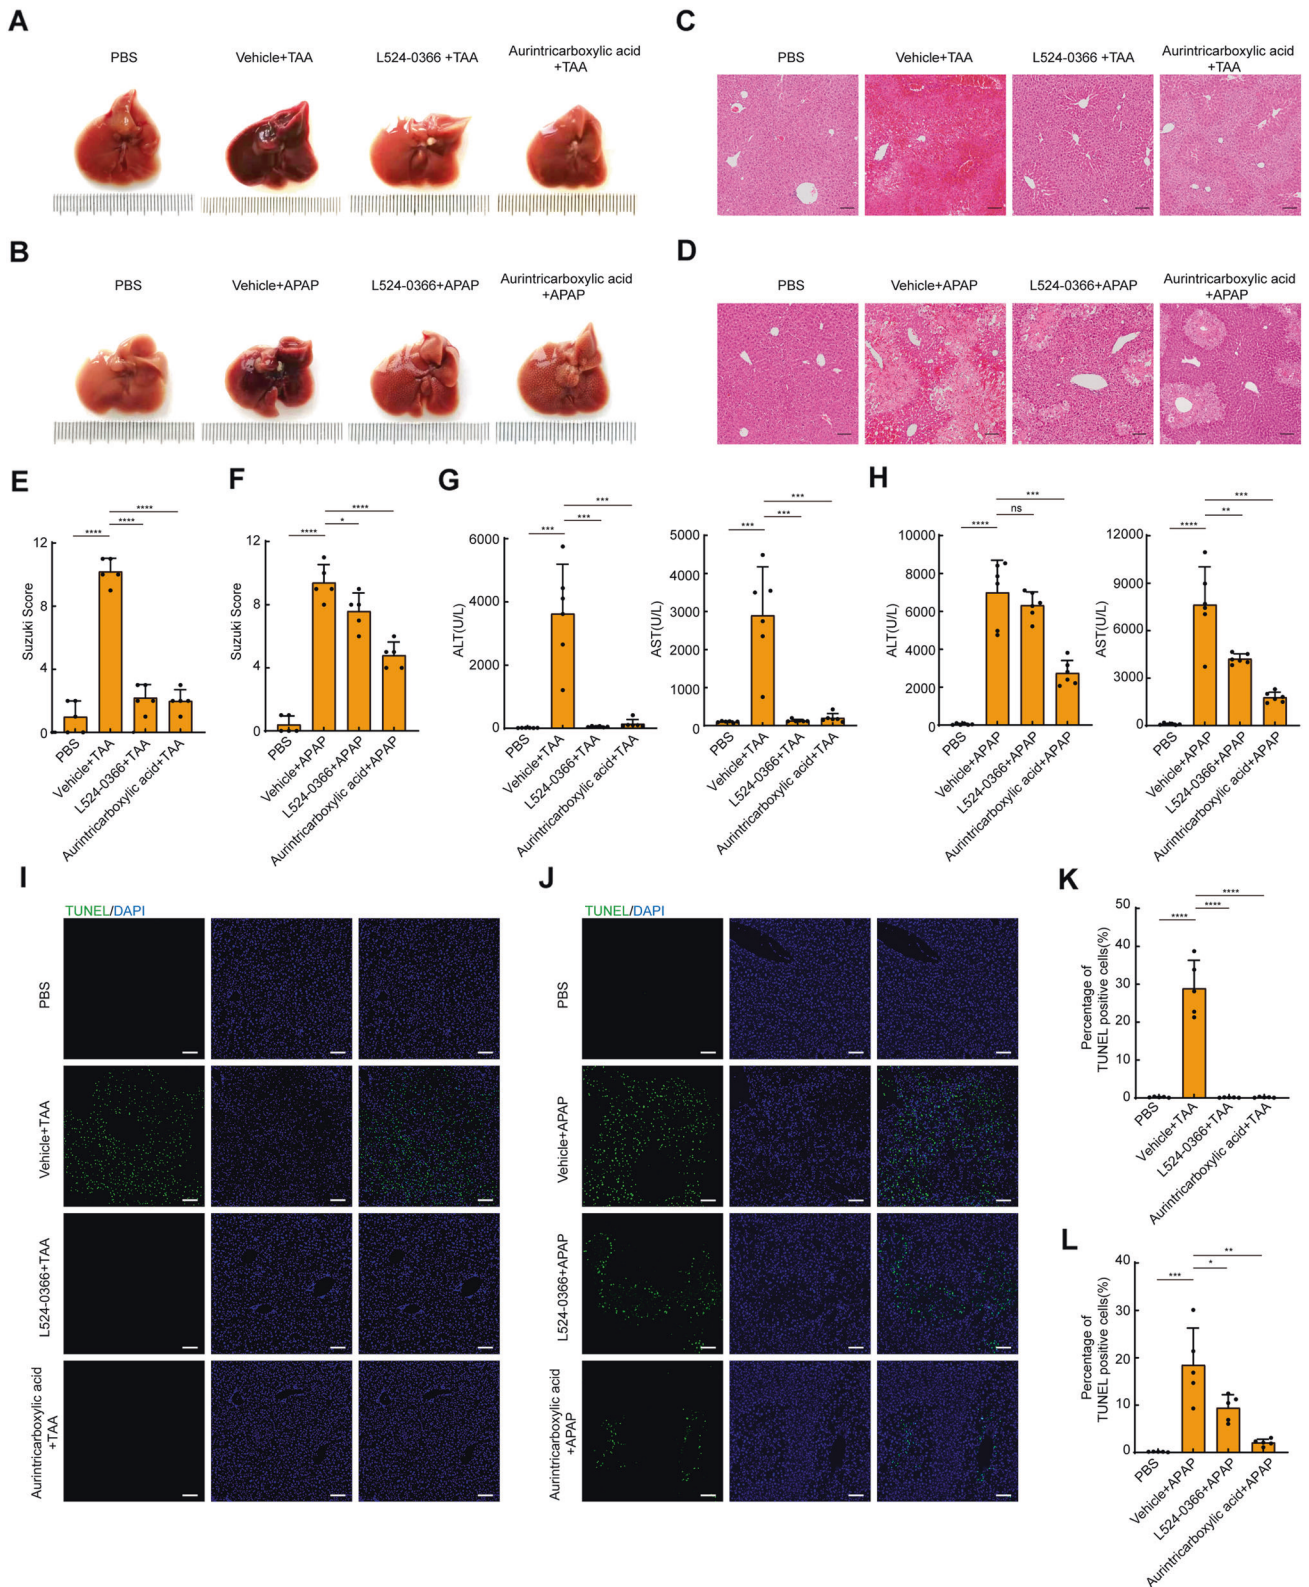 A
PBS
Vehicle+TAA
L524-0366 +TAA
Aurintricarboxylic acid
+TAA
B
PBS
Vehicle+APAP
L524-0366+APAP
Aurintricarboxylic acid
+APAP
C
PBS
Vehicle+TAA
L524-0366 +TAA
Aurintricarboxylic acid
+TAA
D
PBS
Vehicle+APAP
L524-0366+APAP
Aurintricarboxylic acid
+APAP
E
Suzuki Score
12
8
4
0
****
****
****
PBS
Vehicle+TAA
L524-0366+TAA
Aurintricarboxylic acid+TAA
F
Suzuki Score
12
8
4
0
****
*
****
PBS
Vehicle+APAP
L524-0366+APAP
Aurintricarboxylic acid+APAP
G
ALT(U/L)
6000
4000
2000
0
***
***
***
PBS
Vehicle+TAA
L524-0366+TAA
Aurintricarboxylic acid+TAA
AST(U/L)
5000
4000
3000
2000
1000
0
***
***
***
PBS
Vehicle+TAA
L524-0366+TAA
Aurintricarboxylic acid+TAA
H
ALT(U/L)
10000
8000
6000
4000
2000
0
***
ns
****
PBS
Vehicle+APAP
L524-0366+APAP
Aurintricarboxylic acid+APAP
AST(U/L)
12000
9000
6000
3000
0
***
**
****
PBS
Vehicle+APAP
L524-0366+APAP
Aurintricarboxylic acid+APAP
I
TUNEL/DAPI
PBS
Vehicle+TAA
L524-0366+TAA
Aurintricarboxylic acid
+TAA
J
TUNEL/DAPI
PBS
Vehicle+APAP
L524-0366+APAP
Aurintricarboxylic acid
+APAP
K
Percentage of
TUNEL positive cells(%)
50
40
30
20
10
0
****
****
****
PBS
Vehicle+TAA
L524-0366+TAA
Aurintricarboxylic acid+TAA
L
Percentage of
TUNEL positive cells(%)
40
30
20
10
0
**
*
***
PBS
Vehicle+APAP
L524-0366+APAP
Aurintricarboxylic acid+APAP